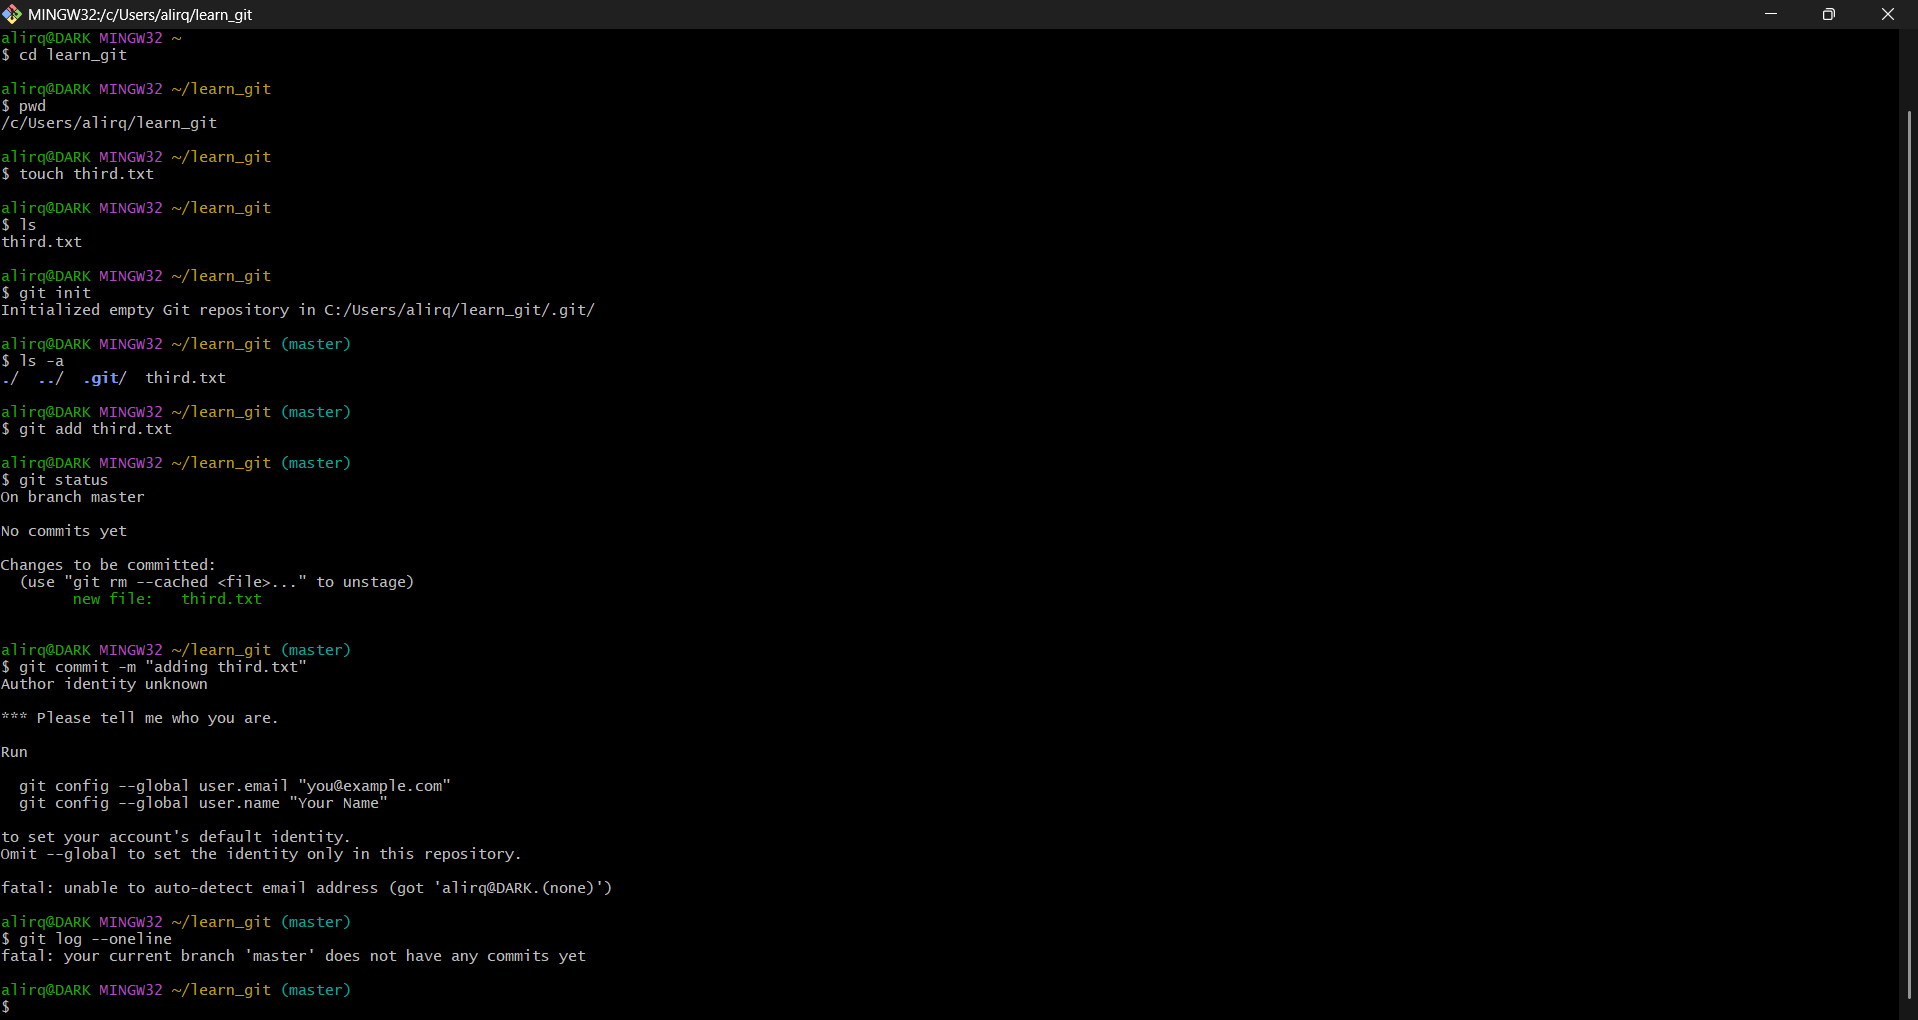 MINGW32:/c/Users/alirq/learn_git
alirq@DARK MINGW32 ~
$ cd learn_git
alirq@DARK MINGW32 ~/learn_git
$ pwd
/c/Users/alirq/learn_git
alirq@DARK MINGW32 ~/learn_git
$ touch third.txt
alirq@DARK MINGW32 ~/learn_git
$ ls
third.txt
alirq@DARK MINGW32 ~/learn_git
$ git init
Initialized empty Git repository in C:/Users/alirq/learn_git/.git/
alirq@DARK MINGW32 ~/learn_git (master)
$ ls -a
./  ../  .git/  third.txt
alirq@DARK MINGW32 ~/learn_git (master)
$ git add third.txt
alirq@DARK MINGW32 ~/learn_git (master)
$ git status
On branch master
No commits yet
Changes to be committed:
  (use "git rm --cached <file>..." to unstage)
        new file:   third.txt
alirq@DARK MINGW32 ~/learn_git (master)
$ git commit -m "adding third.txt"
Author identity unknown
*** Please tell me who you are.
Run
  git config --global user.email "you@example.com"
  git config --global user.name "Your Name"
to set your account's default identity.
Omit --global to set the identity only in this repository.
fatal: unable to auto-detect email address (got 'alirq@DARK.(none)')
alirq@DARK MINGW32 ~/learn_git (master)
$ git log --oneline
fatal: your current branch 'master' does not have any commits yet
alirq@DARK MINGW32 ~/learn_git (master)
$